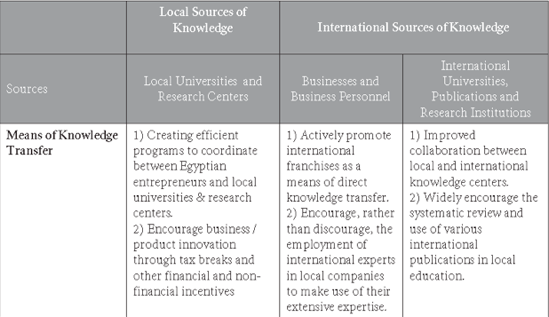 Local Sources of
Knowledge
International Sources of Knowledge
Sources
Local Universities and
Research Centers
Businesses and
Business Personnel
International
Universities,
Publications and
Research Institutions
Means of Knowledge
Transfer
1) Creating efficient
programs to coordinate
between Egyptian
entrepreneurs and local
universities & research
centers.
2) Encourage business /
product innovation
through tax breaks and
other financial and non-
financial incentives
1) Actively promote
international
franchises as a
means of direct
knowledge transfer.
2) Encourage, rather
than discourage, the
employment of
international experts
in local companies
to make use of their
extensive expertise.
1) Improved
collaboration between
local and international
knowledge centers.
2) Widely encourage the
systematic review and
use of various
international
publications in local
education.